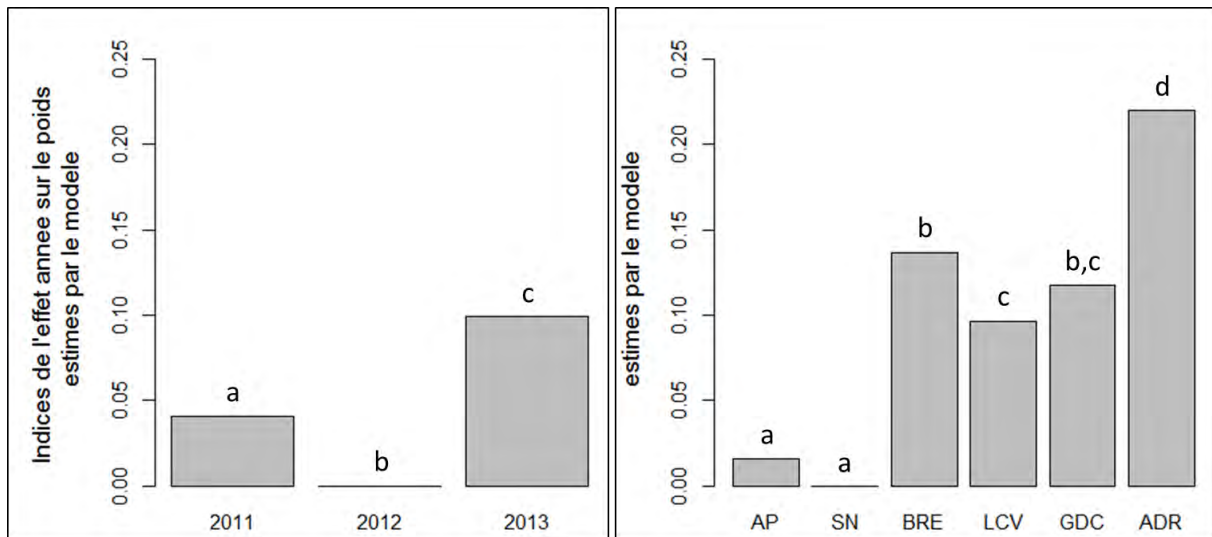 Indices de l'effet annee sur le poids
estimes par le modele
0.25
0.20
0.15
0.10
0.05
0.00
a
b
c
2011 2012 2013
estimes par le modele
0.25
0.20
0.15
0.10
0.05
0.00
a
a
b
c
b,c
d
AP SN BRE LCV GDC ADR